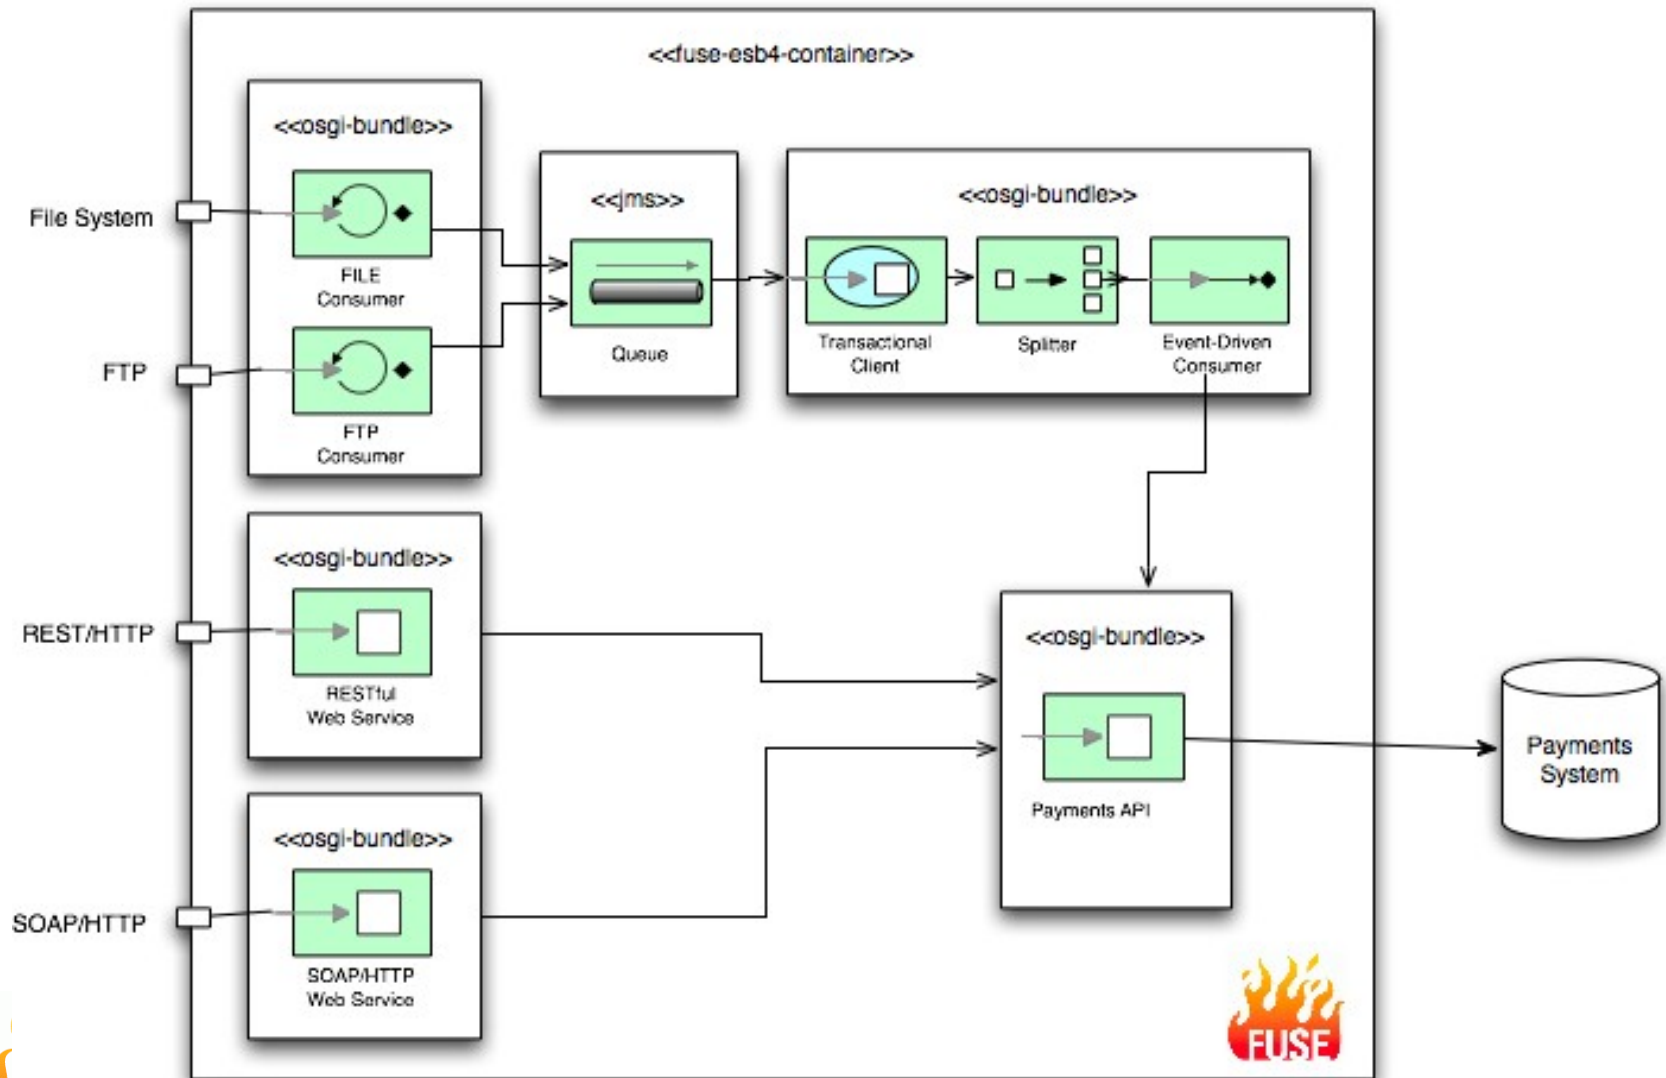 <<fuse-esb4-container>>
<<osgi-bundle>>
File System
FILE
Consumer
FTP
FTP
Consumer
<<jms>>
Queue
<<osgi-bundle>>
Transactional
Client
Splitter
Event-Driven
Consumer
<<osgi-bundle>>
REST/HTTP
RESTful
Web Service
<<osgi-bundle>>
SOAP/HTTP
SOAP/HTTP
Web Service
<<osgi-bundle>>
Payments API
Payments
System
FUSE